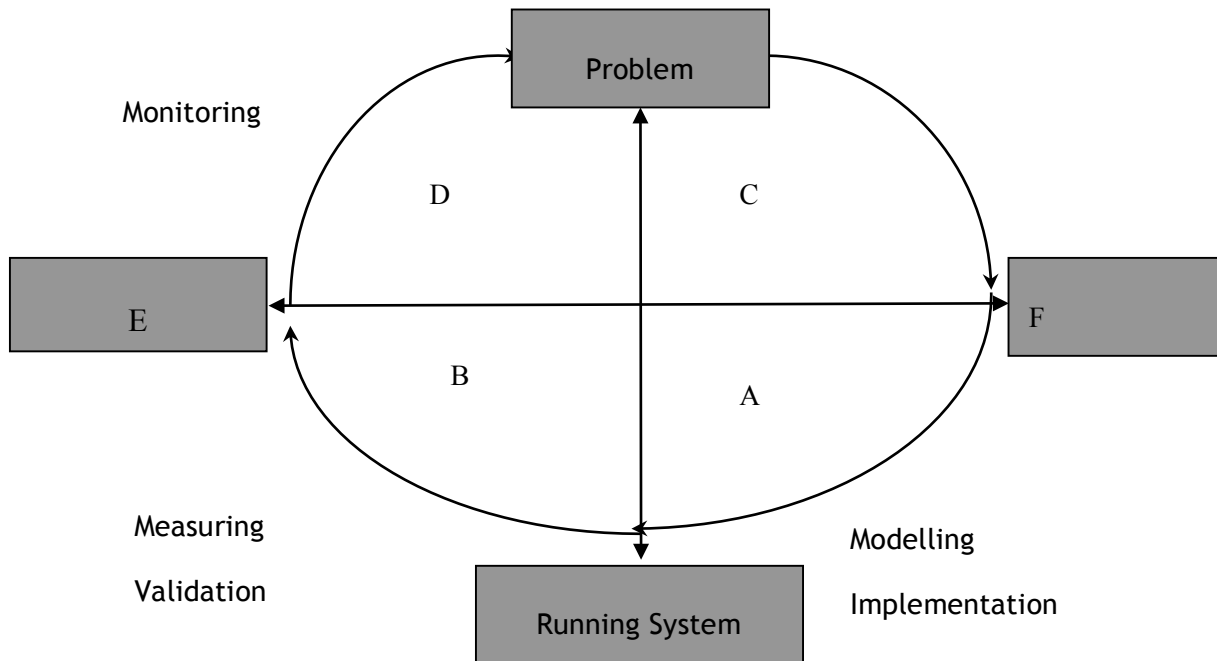 Problem
Monitoring
D
C
E
F
B
A
Measuring
Validation
Modelling
Implementation
Running System